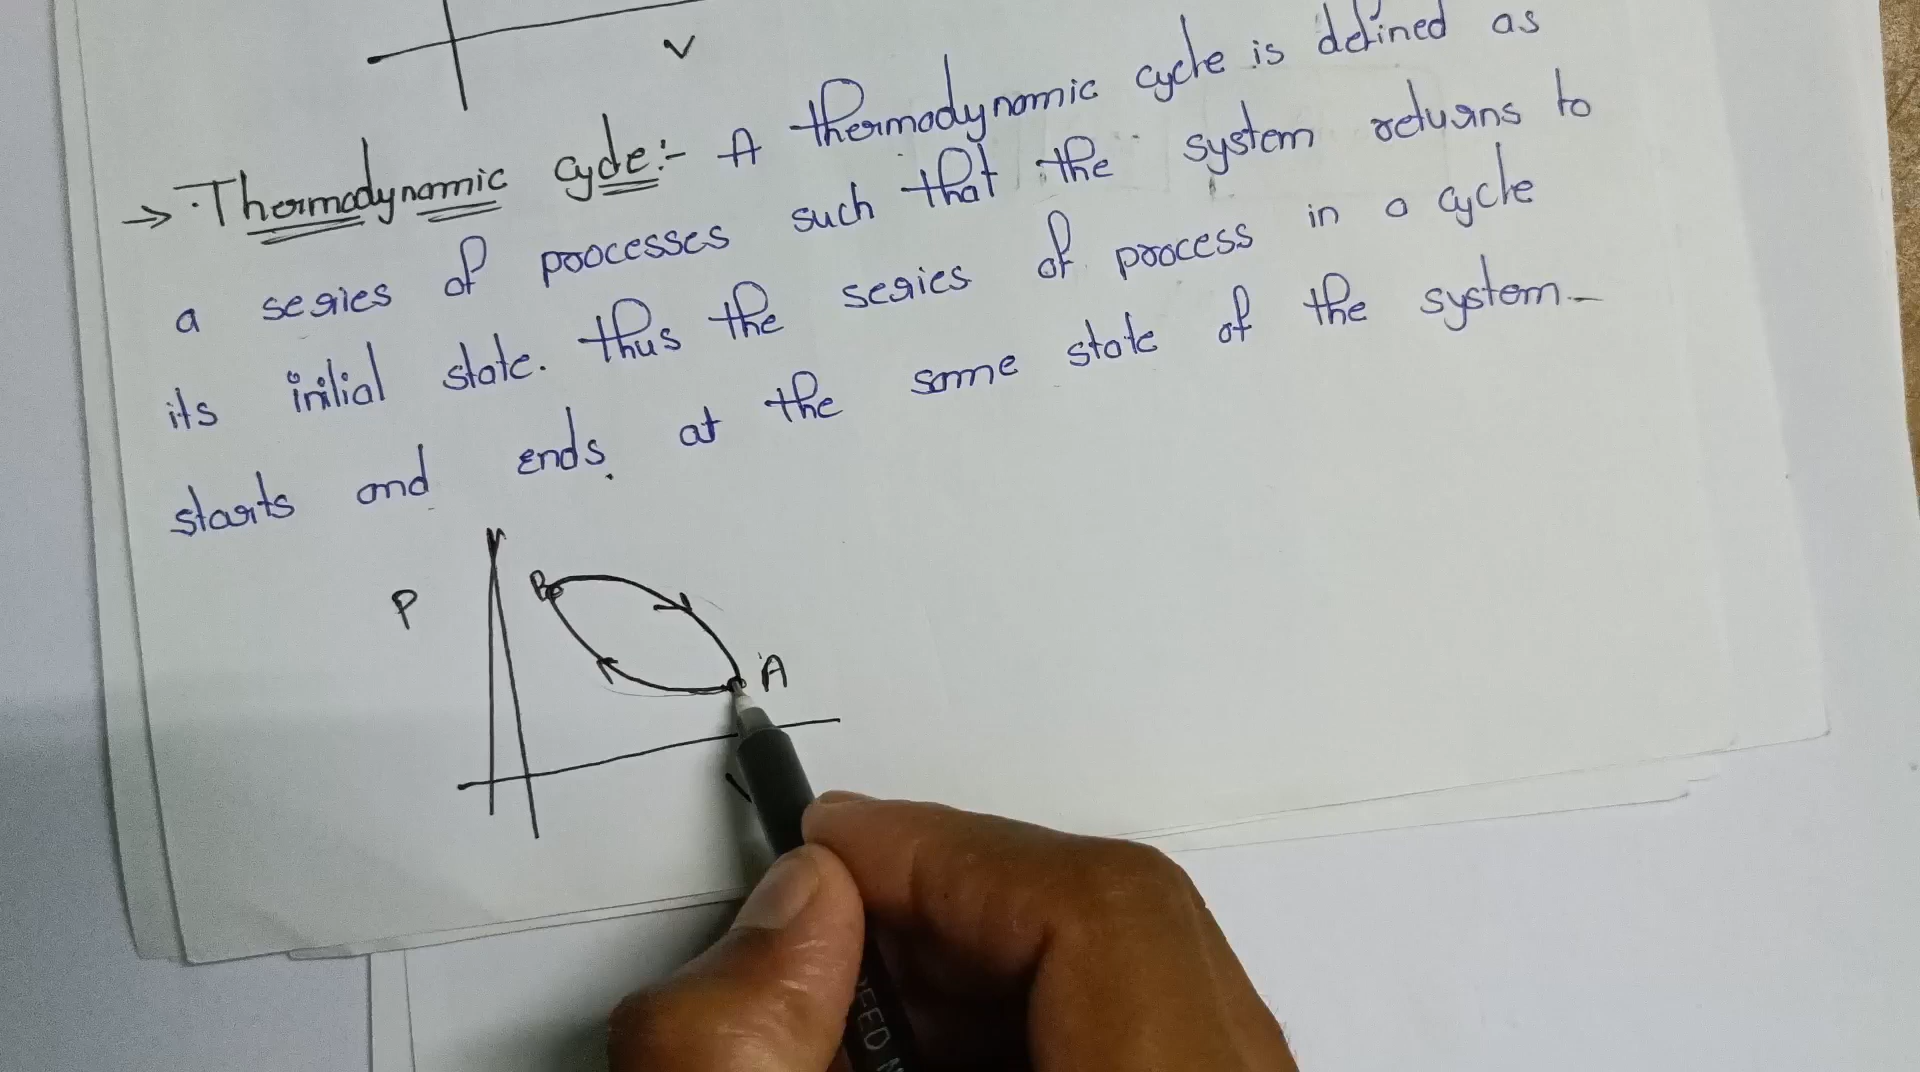 V
→ Thermodynamic cycle:- A thermodynamic cycle is defined as
a series of processes such that the system returns to
its initial state. thus the series of process in a cycle
starts and ends at the same state of the system.
P
B
A